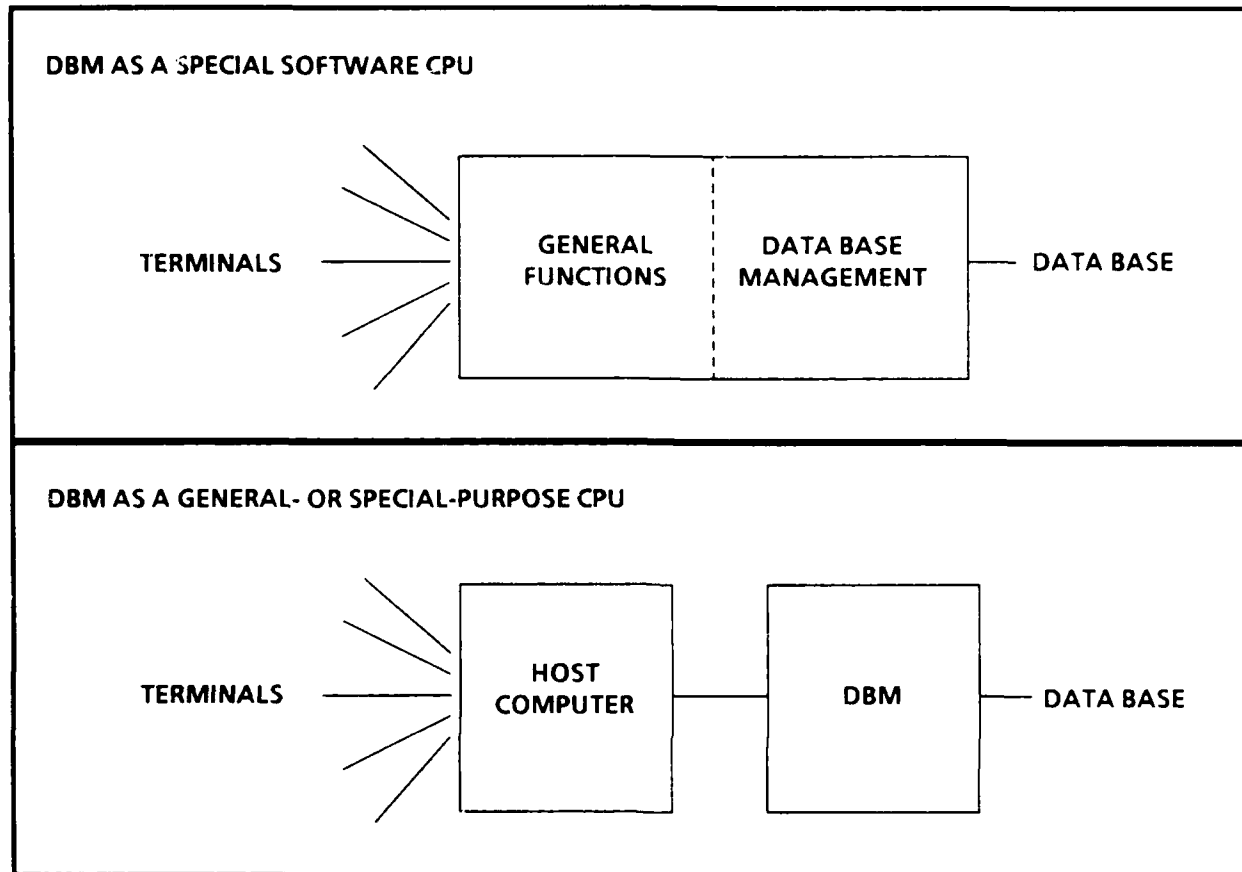 DBM AS A SPECIAL SOFTWARE CPU
TERMINALS
GENERAL
FUNCTIONS
DATA BASE
MANAGEMENT
DATA BASE
DBM AS A GENERAL- OR SPECIAL-PURPOSE CPU
TERMINALS
HOST
COMPUTER
DBM
DATA BASE